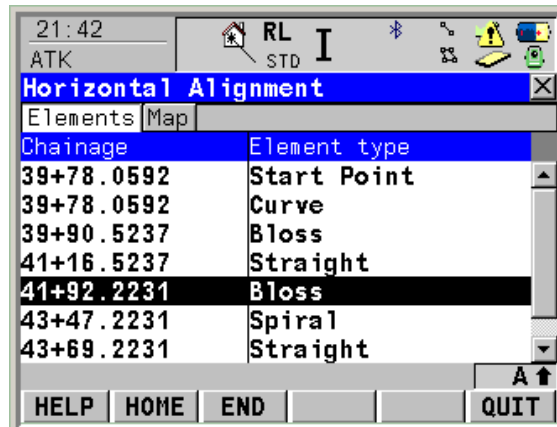 21:42
ATK
RL
STD
I
Horizontal Alignment
Elements Map
Chainage Element type
39+78.0592 Start Point
39+78.0592 Curve
39+90.5237 Bloss
41+16.5237 Straight
41+92.2231 Bloss
43+47.2231 Spiral
43+69.2231 Straight
A
HELP HOME END QUIT